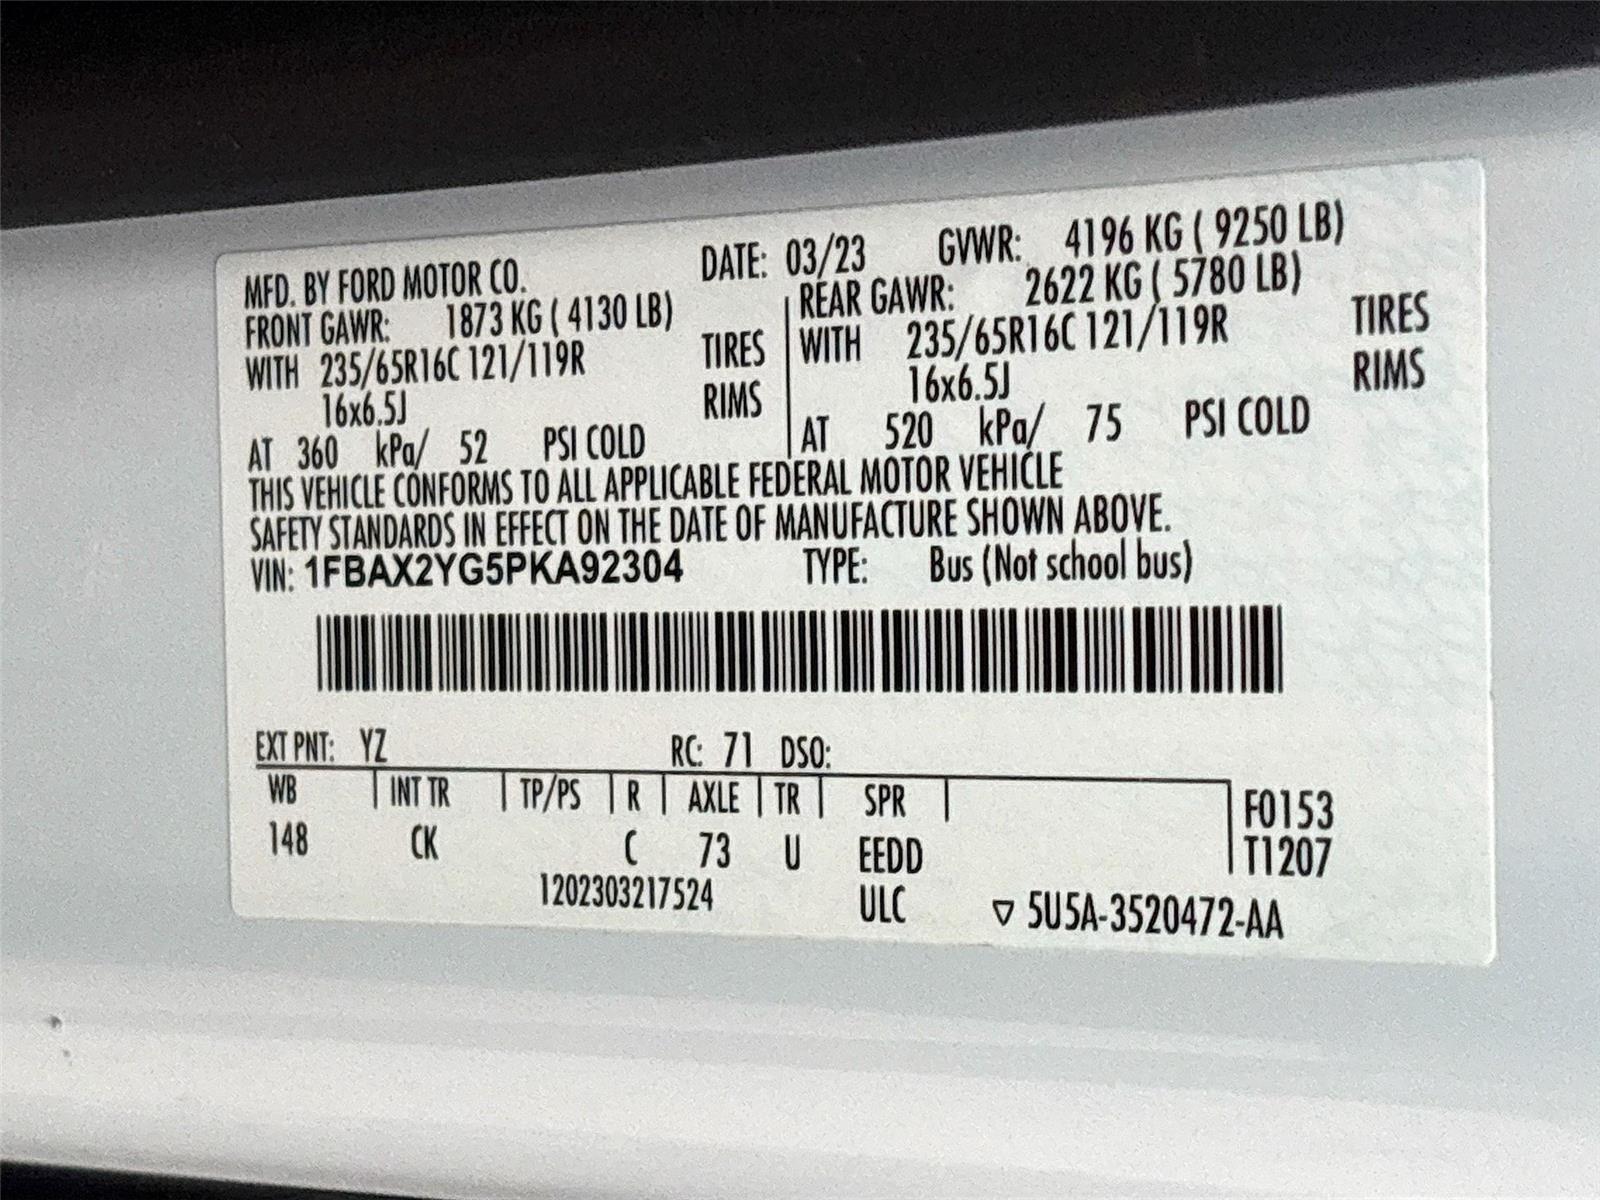 MFD. BY FORD MOTOR CO. DATE: 03/23 GVWR: 4196 KG ( 9250 LB)
FRONT GAWR: 1873 KG ( 4130 LB) REAR GAWR: 2622 KG ( 5780 LB)
WITH 235/65R16C 121/119R TIRES WITH 235/65R16C 121/119R TIRES
16x6.5J RIMS 16x6.5J RIMS
AT 360 kPa/ 52 PSI COLD AT 520 kPa/ 75 PSI COLD
THIS VEHICLE CONFORMS TO ALL APPLICABLE FEDERAL MOTOR VEHICLE
SAFETY STANDARDS IN EFFECT ON THE DATE OF MANUFACTURE SHOWN ABOVE.
VIN: 1FBAX2YG5PKA92304 TYPE: Bus (Not school bus)
EXT PNT: YZ RC: 71 DSO:
WB INT TR TP/PS R AXLE TR SPR F0153
148 CK C 73 U EEDD T1207
1202303217524 ULC ▽ 5U5A-3520472-AA